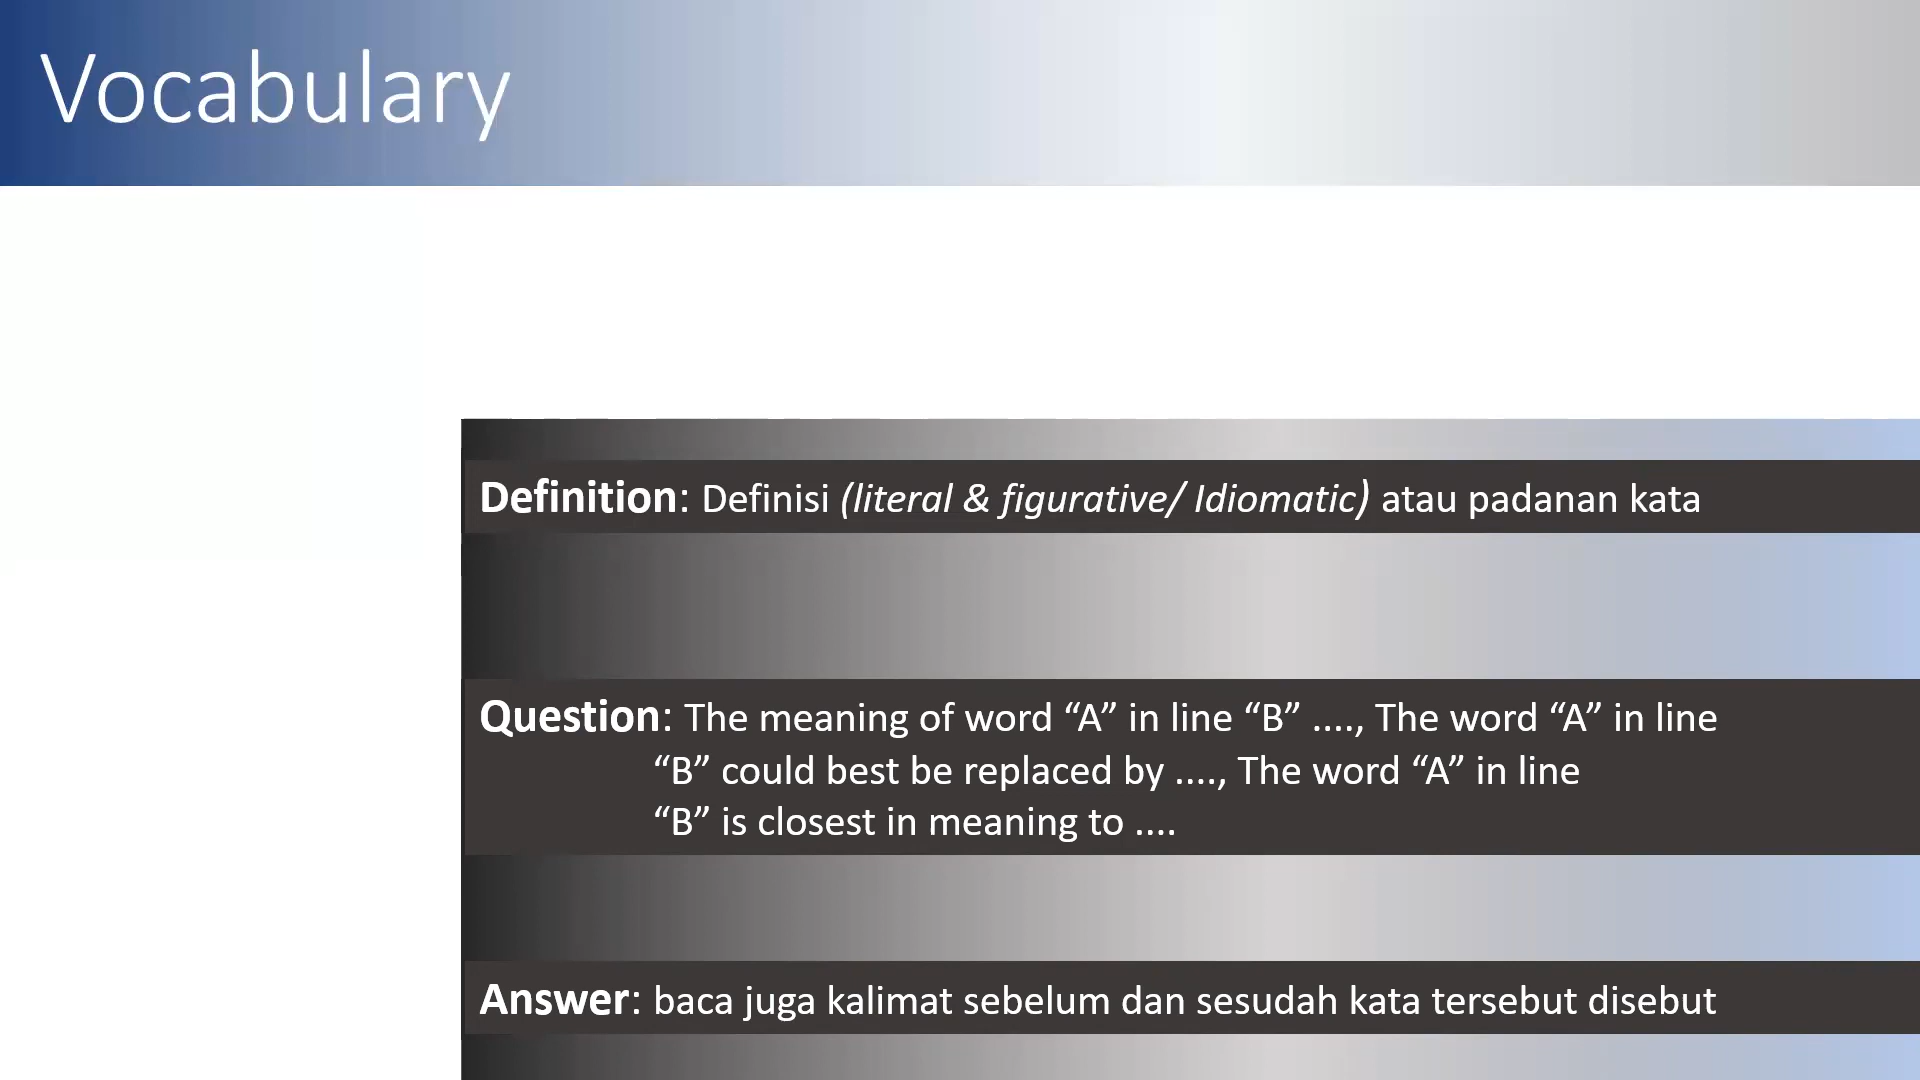 Vocabulary
Definition: Definisi (literal & figurative/ Idiomatic) atau padanan kata
Question: The meaning of word “A” in line “B” ...., The word “A” in line
“B” could best be replaced by ...., The word “A” in line
“B” is closest in meaning to ....
Answer: baca juga kalimat sebelum dan sesudah kata tersebut disebut